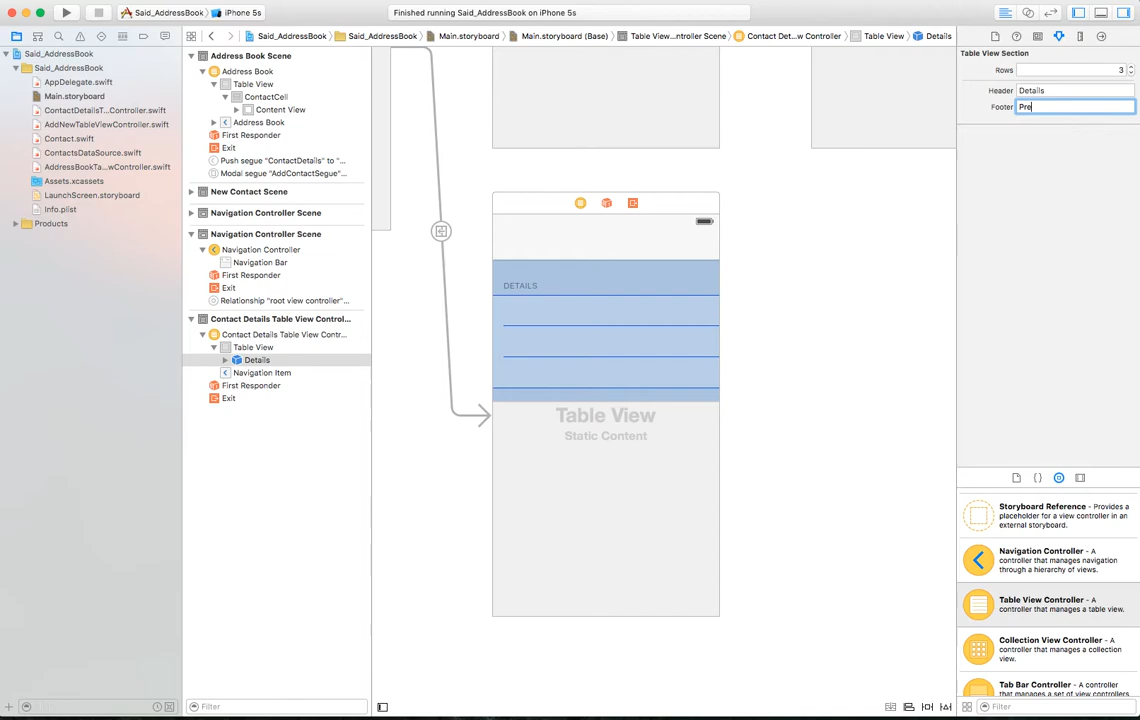 Said_AddressBook
iPhone 5s
Finished running Said_AddressBook on iPhone 5s
Said_AddressBook
Said_AddressBook
Main.storyboard
Main.storyboard (Base)
Table View...ntroller Scene
Contact Det...w Controller
Table View
Details
Said_AddressBook
Said_AddressBook
AppDelegate.swift
Main.storyboard
ContactDetailsT...Controller.swift
AddNewTableViewController.swift
Contact.swift
ContactsDataSource.swift
AddressBookTa...wController.swift
Assets.xcassets
LaunchScreen.storyboard
Info.plist
Products
Address Book Scene
Address Book
Table View
ContactCell
Content View
Address Book
First Responder
Exit
Push segue "ContactDetails" to "...
Modal segue "AddContactSegue"...
New Contact Scene
Navigation Controller Scene
Navigation Controller Scene
Navigation Controller
Navigation Bar
First Responder
Exit
Relationship "root view controller"...
Contact Details Table View Control...
Contact Details Table View Contr...
Table View
Details
Navigation Item
First Responder
Exit
Filter
DETAILS
Table View
Static Content
Table View Section
Rows 3
Header Details
Footer Pre
Storyboard Reference - Provides a
placeholder for a view controller in an
external storyboard.
Navigation Controller - A
controller that manages navigation
through a hierarchy of views.
Table View Controller - A
controller that manages a table view.
Collection View Controller - A
controller that manages a collection
view.
Tab Bar Controller - A controller
that manages a set of view controllers
Filter